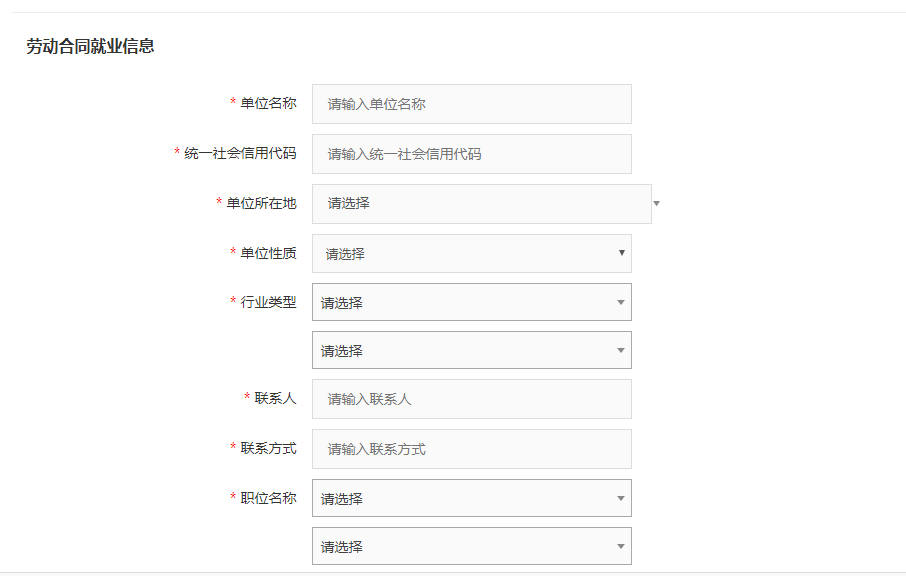 劳动合同就业信息
* 单位名称 请输入单位名称
* 统一社会信用代码 请输入统一社会信用代码
* 单位所在地 请选择
* 单位性质 请选择
* 行业类型 请选择
请选择
* 联系人 请输入联系人
* 联系方式 请输入联系方式
* 职位名称 请选择
请选择